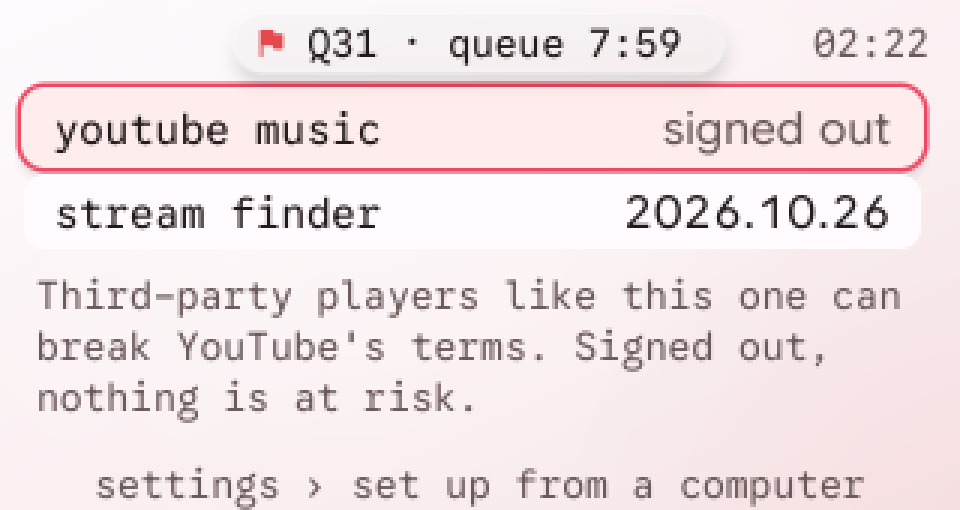 Q31 · queue 7:59
02:22
youtube music signed out
stream finder 2026.10.26
Third-party players like this one can
break YouTube's terms. Signed out,
nothing is at risk.
settings › set up from a computer